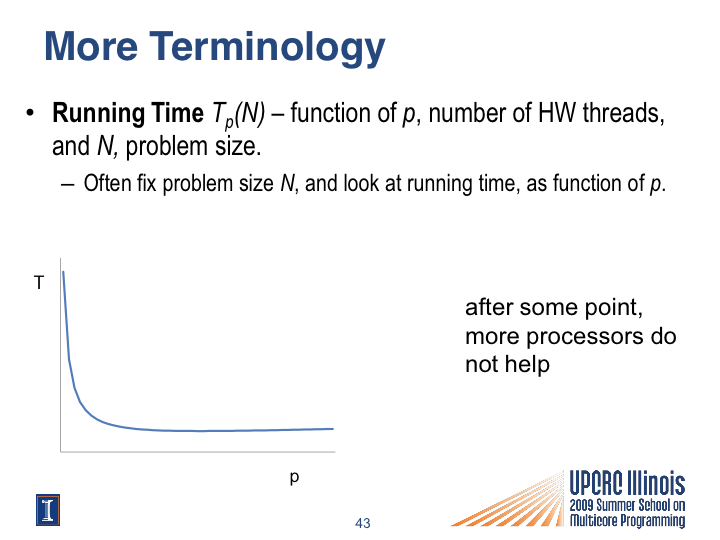 More Terminology
• Running Time Tp(N) – function of p, number of HW threads,
and N, problem size.
– Often fix problem size N, and look at running time, as function of p.
T
after some point,
more processors do
not help
p
I
UPCRC Illinois
2009 Summer School on
Multicore Programming
43